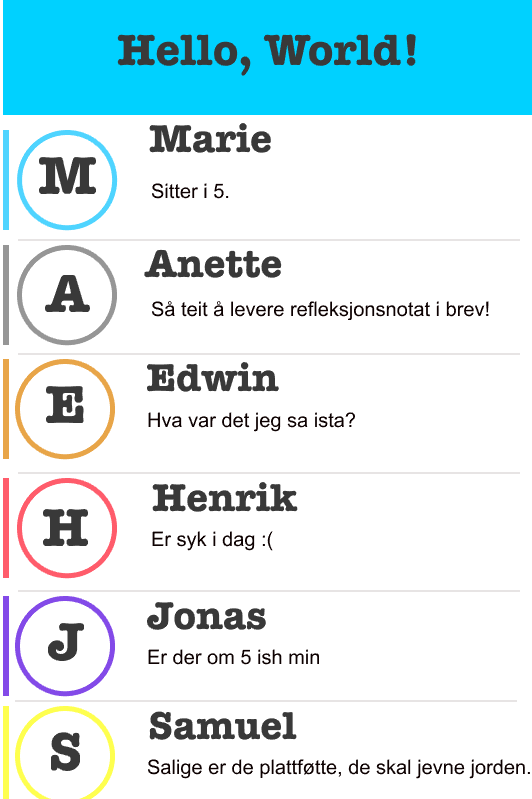 Hello, World!
Marie
M
Sitter i 5.
Anette
A
Så teit å levere refleksjonsnotat i brev!
Edwin
E
Hva var det jeg sa ista?
Henrik
H
Er syk i dag :(
Jonas
J
Er der om 5 ish min
Samuel
S
Salige er de plattføtte, de skal jevne jorden.